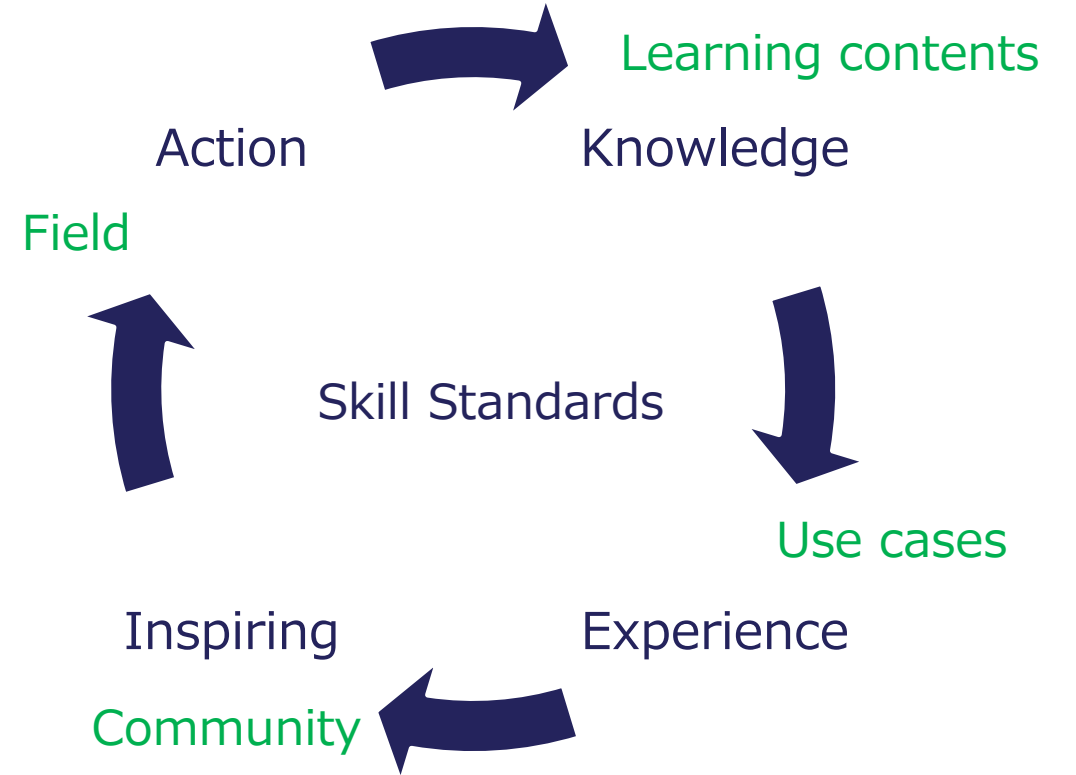 Learning contents
Action
Knowledge
Field
Skill Standards
Use cases
Inspiring
Experience
Community